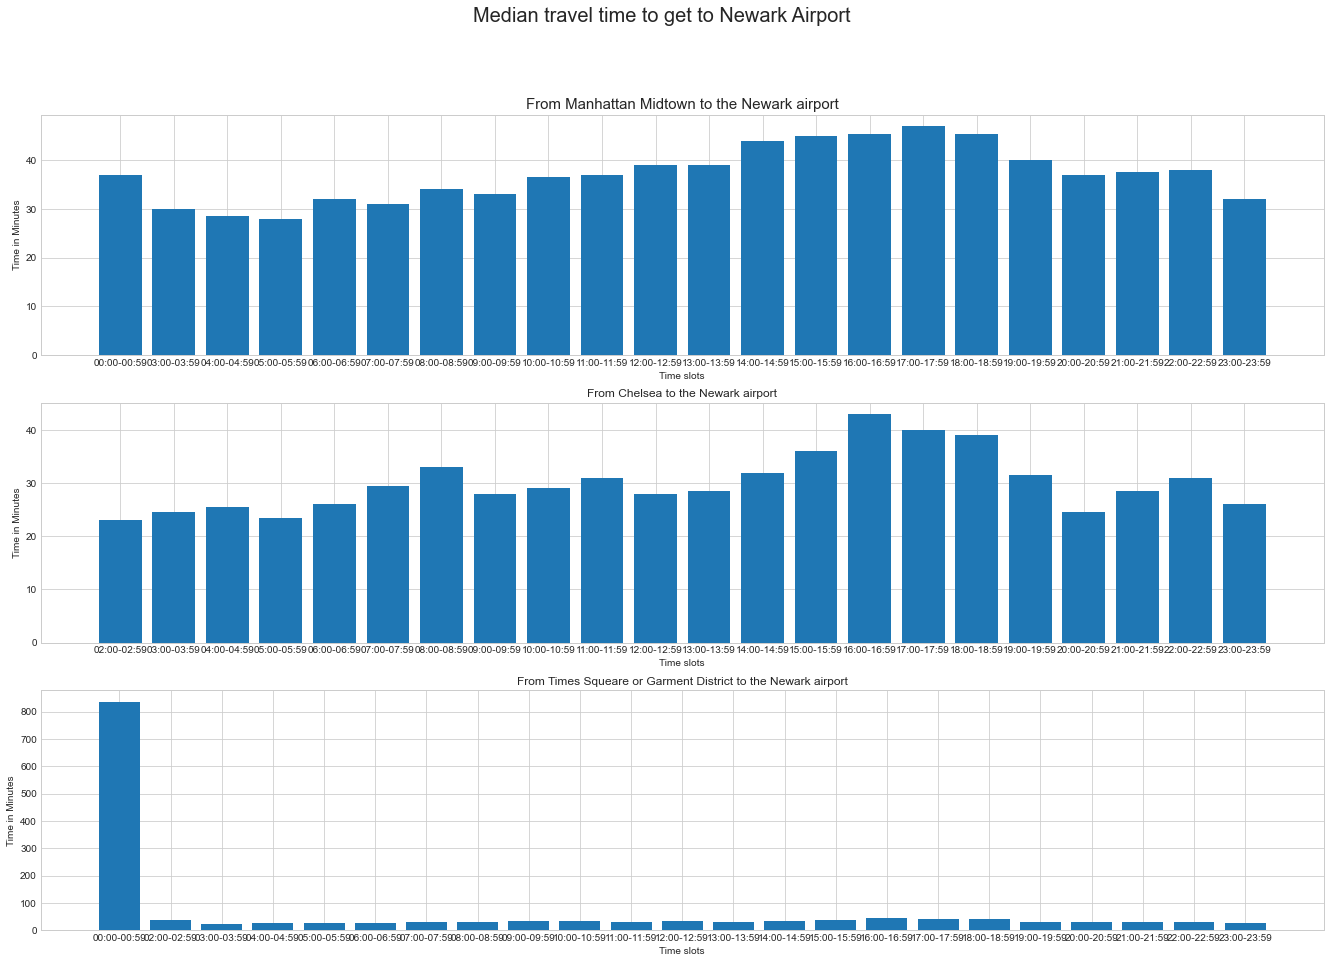 Median travel time to get to Newark Airport
From Manhattan Midtown to the Newark airport
Time in Minutes
40
30
20
10
0
00:00-00:59 03:00-03:59 04:00-04:59 05:00-05:59 06:00-06:59 07:00-07:59 08:00-08:59 09:00-09:59 10:00-10:59 11:00-11:59 12:00-12:59 13:00-13:59 14:00-14:59 15:00-15:59 16:00-16:59 17:00-17:59 18:00-18:59 19:00-19:59 20:00-20:59 21:00-21:59 22:00-22:59 23:00-23:59
Time slots
From Chelsea to the Newark airport
Time in Minutes
40
30
20
10
0
02:00-02:59 03:00-03:59 04:00-04:59 05:00-05:59 06:00-06:59 07:00-07:59 08:00-08:59 09:00-09:59 10:00-10:59 11:00-11:59 12:00-12:59 13:00-13:59 14:00-14:59 15:00-15:59 16:00-16:59 17:00-17:59 18:00-18:59 19:00-19:59 20:00-20:59 21:00-21:59 22:00-22:59 23:00-23:59
Time slots
From Times Squeare or Garment District to the Newark airport
Time in Minutes
800
700
600
500
400
300
200
100
0
00:00-00:59 02:00-02:59 03:00-03:59 04:00-04:59 05:00-05:59 06:00-06:59 07:00-07:59 08:00-08:59 09:00-09:59 10:00-10:59 11:00-11:59 12:00-12:59 13:00-13:59 14:00-14:59 15:00-15:59 16:00-16:59 17:00-17:59 18:00-18:59 19:00-19:59 20:00-20:59 21:00-21:59 22:00-22:59 23:00-23:59
Time slots